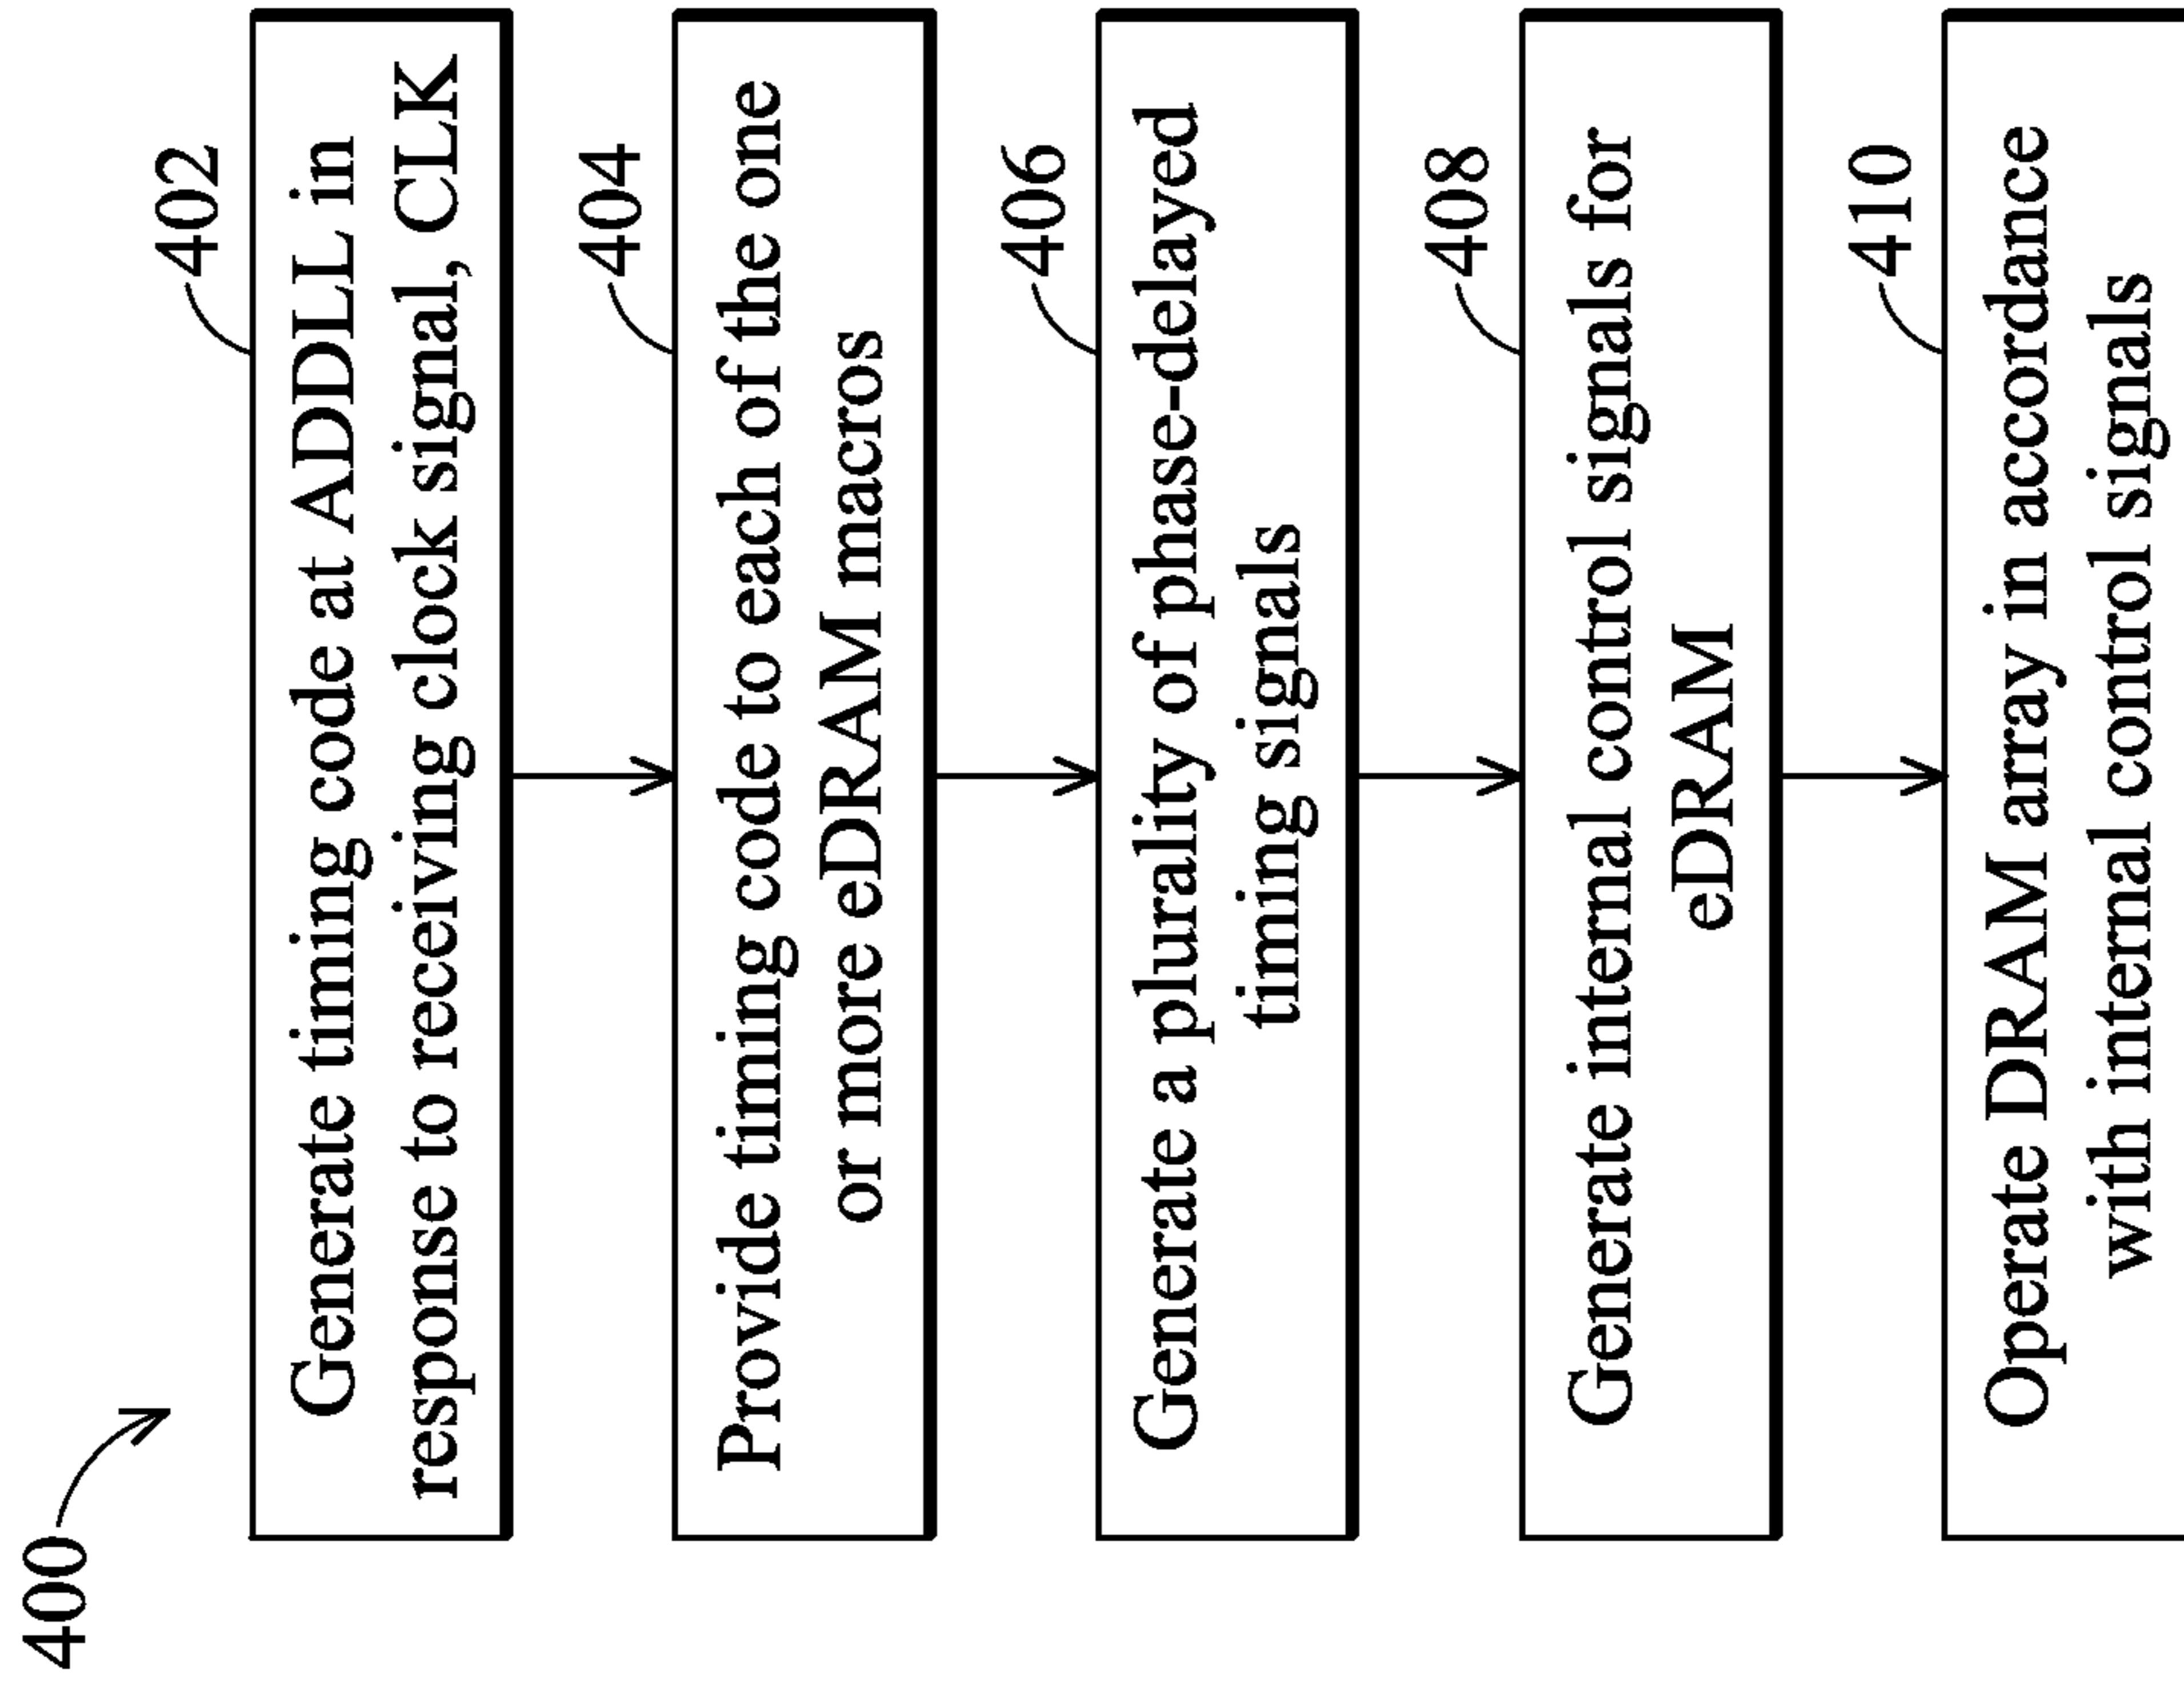 400
402
Generate timing code at ADDLL in
response to receiving clock signal, CLK
404
Provide timing code to each of the one
or more eDRAM macros
406
Generate a plurality of phase-delayed
timing signals
408
Generate internal control signals for
eDRAM
410
Operate DRAM array in accordance
with internal control signals